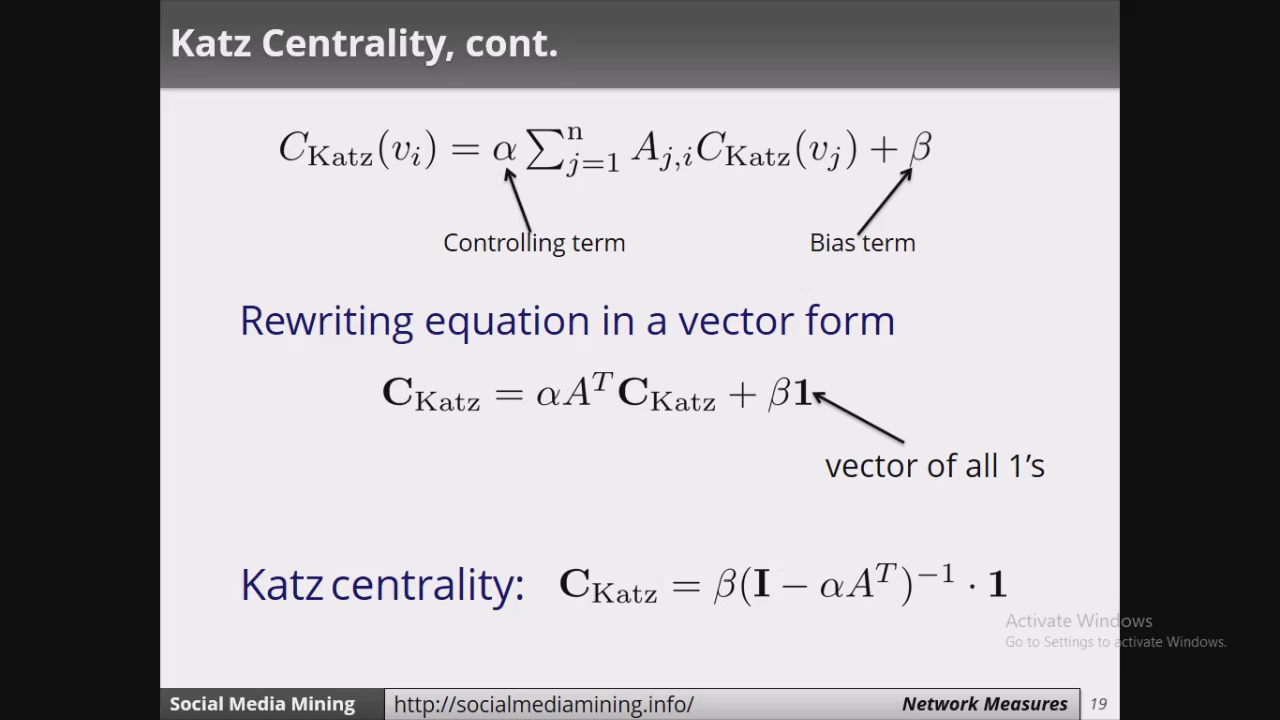 Katz Centrality, cont.
C_Katz(v_i) = α ∑_{j=1}^{n} A_{j,i} C_Katz(v_j) + β
Controlling term
Bias term
Rewriting equation in a vector form
𝐂_Katz = αA^T 𝐂_Katz + β𝟏
vector of all 1’s
Katz centrality: 𝐂_Katz = β(𝐈 − αA^T)^{−1} · 𝟏
Activate Windows
Go to Settings to activate Windows.
Social Media Mining
http://socialmediamining.info/
Network Measures
19